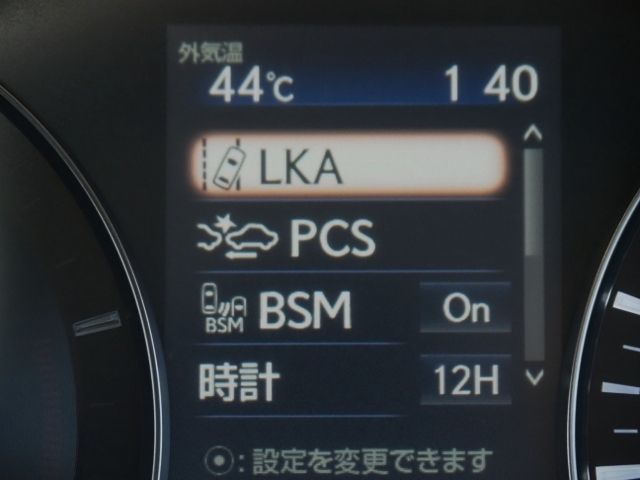 外気温
44℃ 1 40
LKA
PCS
BSM BSM On
時計 12H
⦿:設定を変更できます